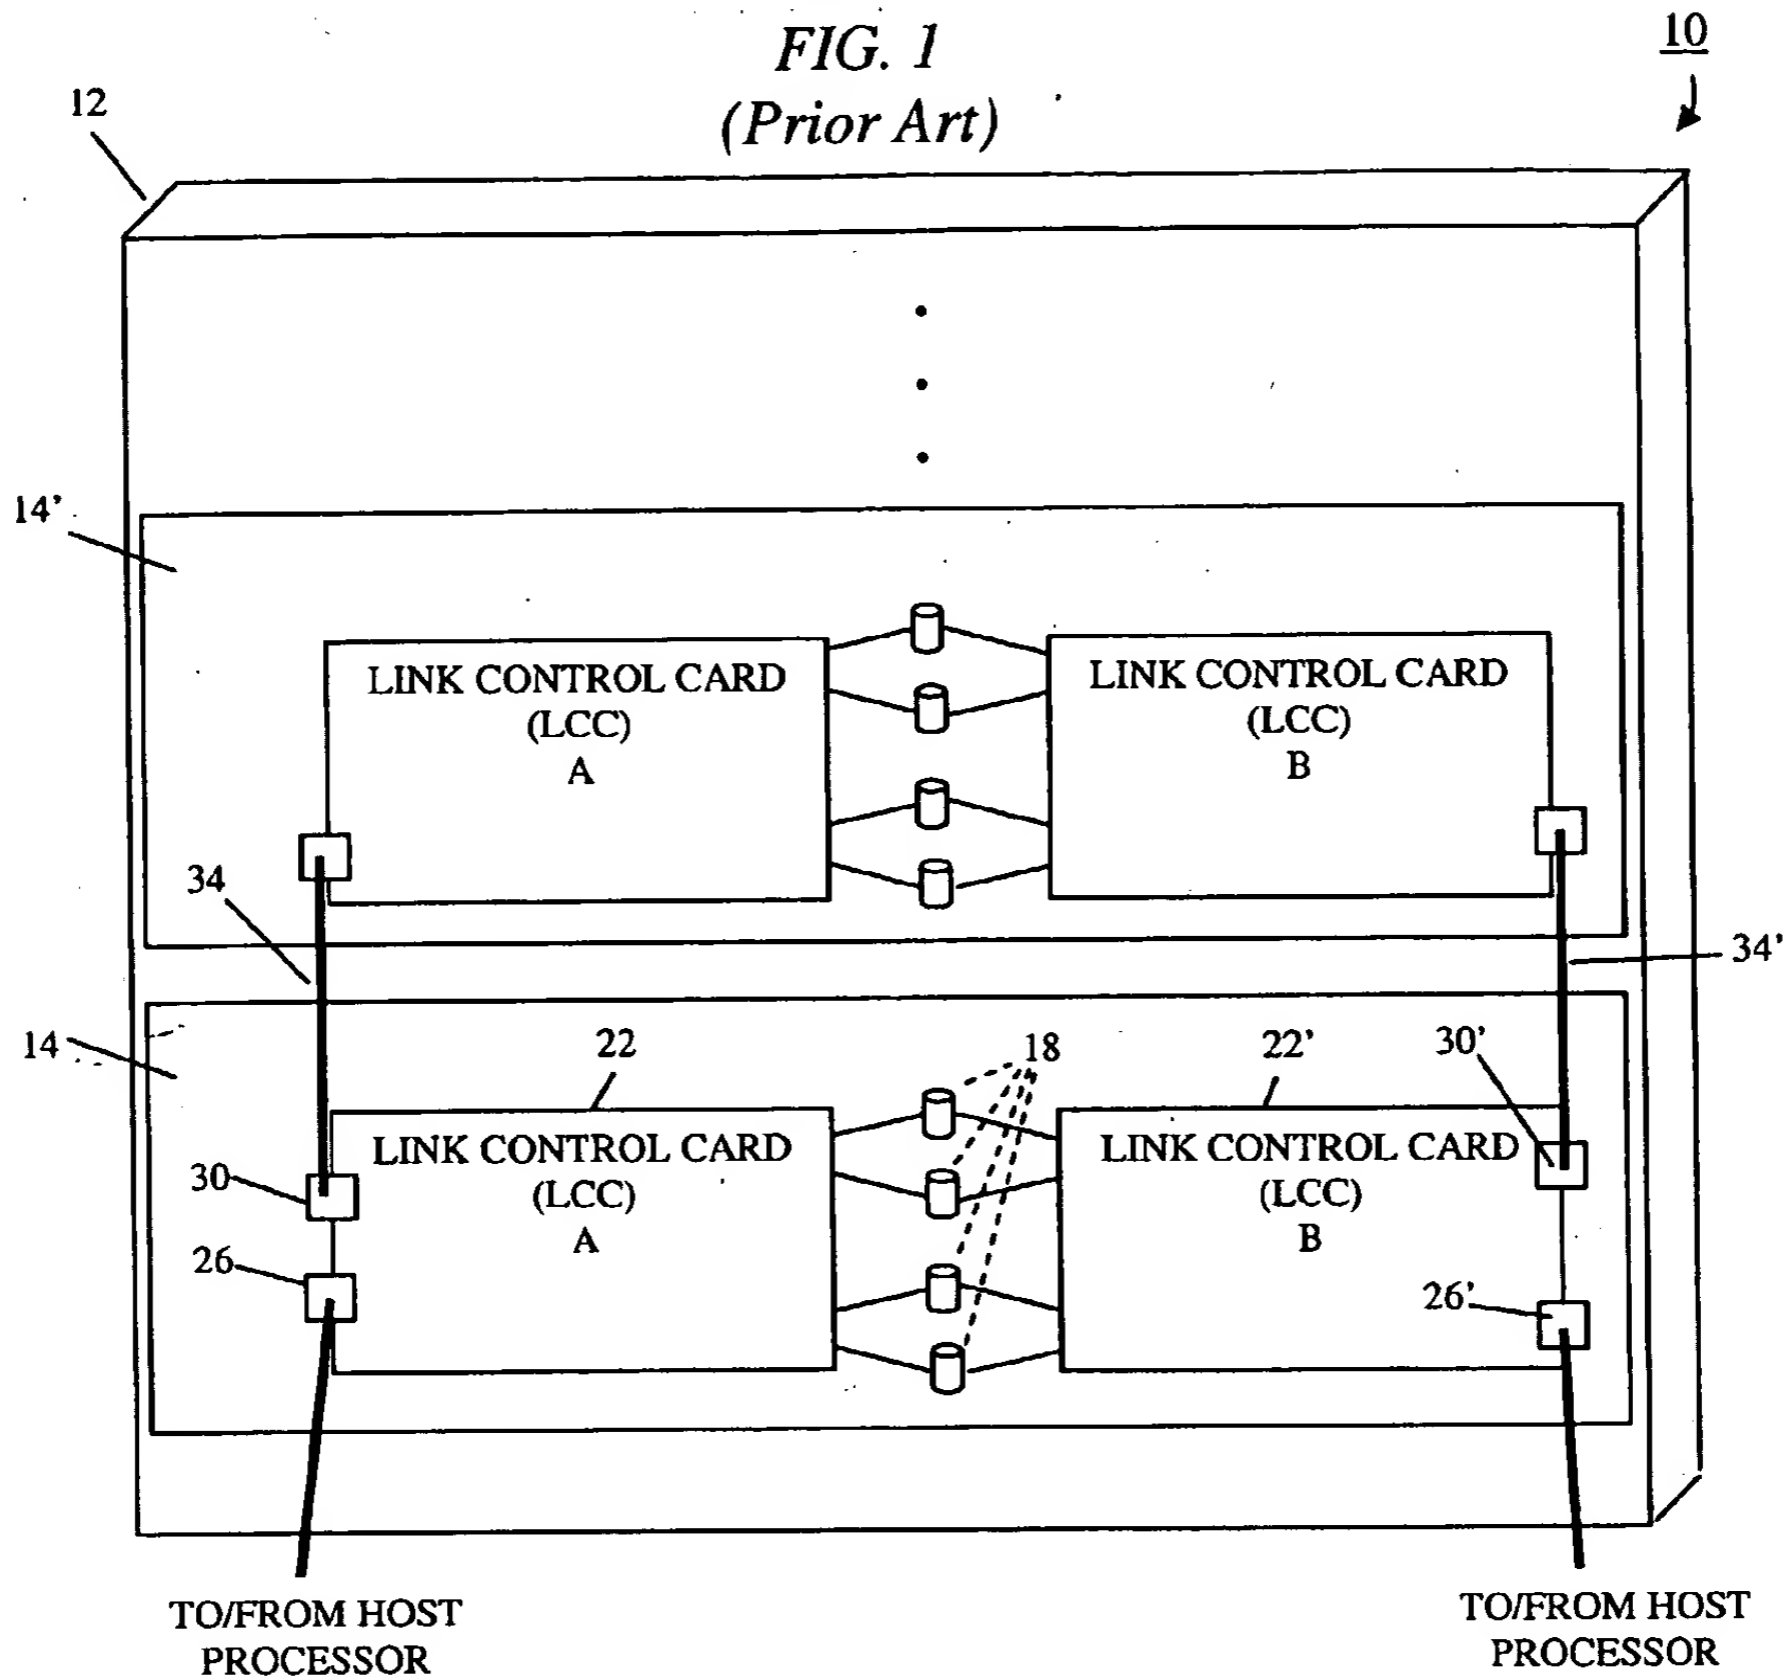 FIG. 1
(Prior Art)
10
12
14'
LINK CONTROL CARD
(LCC)
A
LINK CONTROL CARD
(LCC)
B
34
34'
14
22
18
22'
30'
LINK CONTROL CARD
(LCC)
A
LINK CONTROL CARD
(LCC)
B
30
26
26'
TO/FROM HOST
PROCESSOR
TO/FROM HOST
PROCESSOR